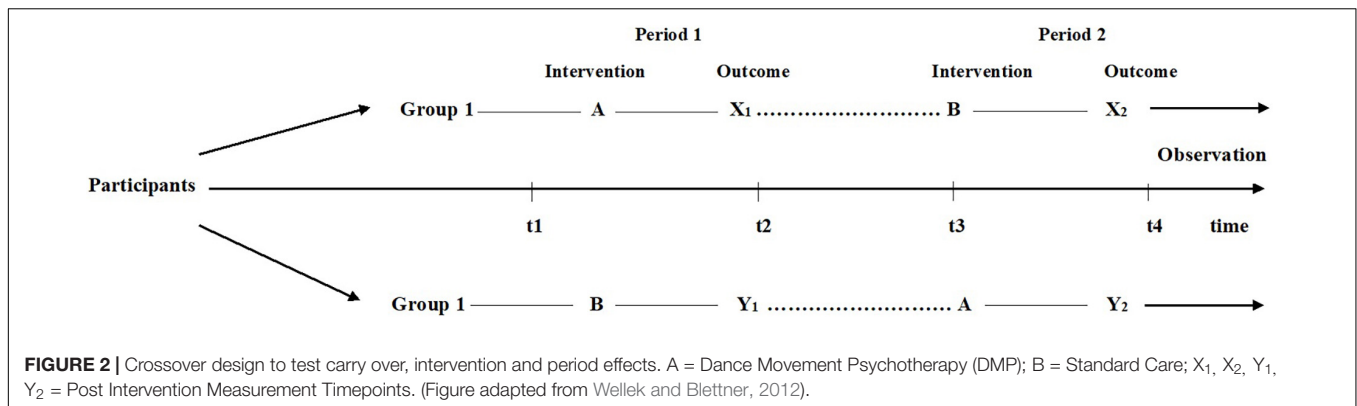 Period 1 Period 2
Intervention Outcome Intervention Outcome
Group 1 A X₁ .......................... B X₂
Observation
Participants
t1 t2 t3 t4 time
Group 1 B Y₁ .......................... A Y₂
FIGURE 2 | Crossover design to test carry over, intervention and period effects. A = Dance Movement Psychotherapy (DMP); B = Standard Care; X₁, X₂, Y₁,
Y₂ = Post Intervention Measurement Timepoints. (Figure adapted from Wellek and Blettner, 2012).